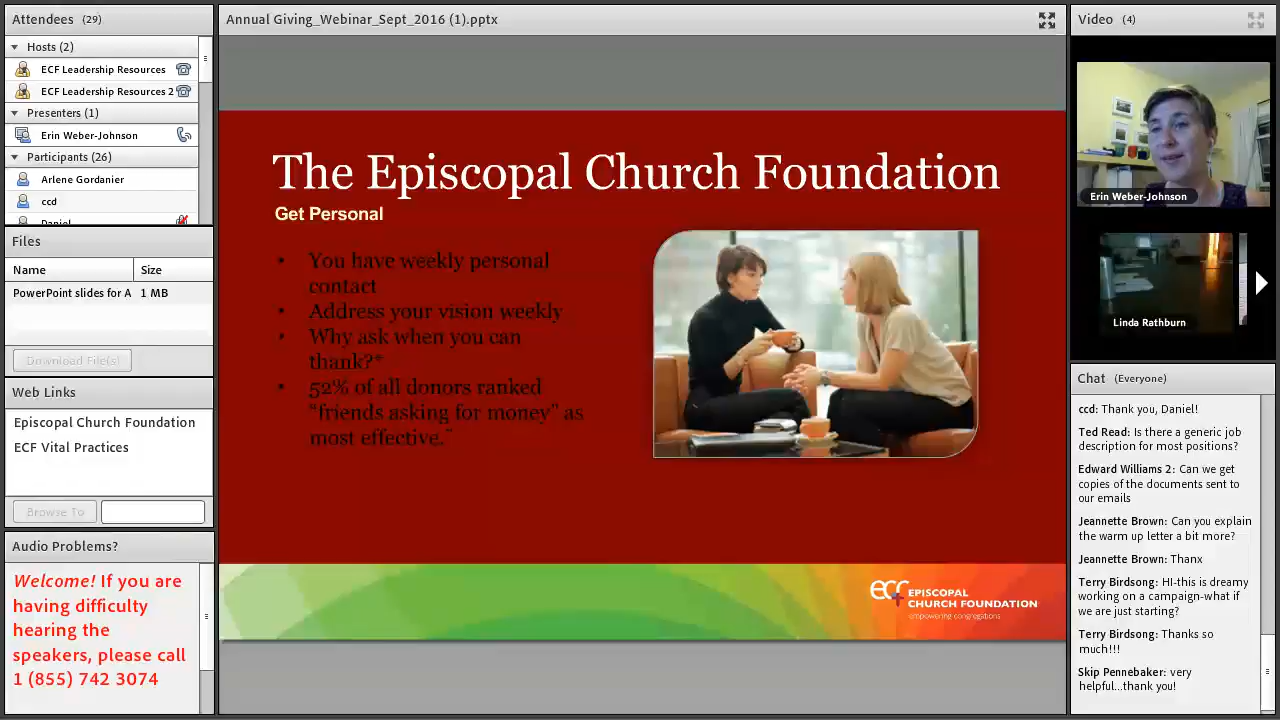 Attendees (29)
Hosts (2)
ECF Leadership Resources
ECF Leadership Resources 2
Presenters (1)
Erin Weber-Johnson
Participants (26)
Arlene Gordanier
ccd
Daniel
Files
Name Size
PowerPoint slides for A 1 MB
Download File(s)
Web Links
Episcopal Church Foundation
ECF Vital Practices
Browse To
Audio Problems?
Welcome! If you are
having difficulty
hearing the
speakers, please call
1 (855) 742 3074
Annual Giving_Webinar_Sept_2016 (1).pptx
The Episcopal Church Foundation
Get Personal
• You have weekly personal
contact
• Address your vision weekly
• Why ask when you can
thank?*
• 52% of all donors ranked
“friends asking for money” as
most effective.¨
ecf EPISCOPAL
CHURCH FOUNDATION
empowering congregations
Video (4)
Erin Weber-Johnson
Linda Rathburn
Chat (Everyone)
ccd: Thank you, Daniel!
Ted Read: Is there a generic job
description for most positions?
Edward Williams 2: Can we get
copies of the documents sent to
our emails
Jeannette Brown: Can you explain
the warm up letter a bit more?
Jeannette Brown: Thanx
Terry Birdsong: HI-this is dreamy
working on a campaign-what if
we are just starting?
Terry Birdsong: Thanks so
much!!!
Skip Pennebaker: very
helpful...thank you!